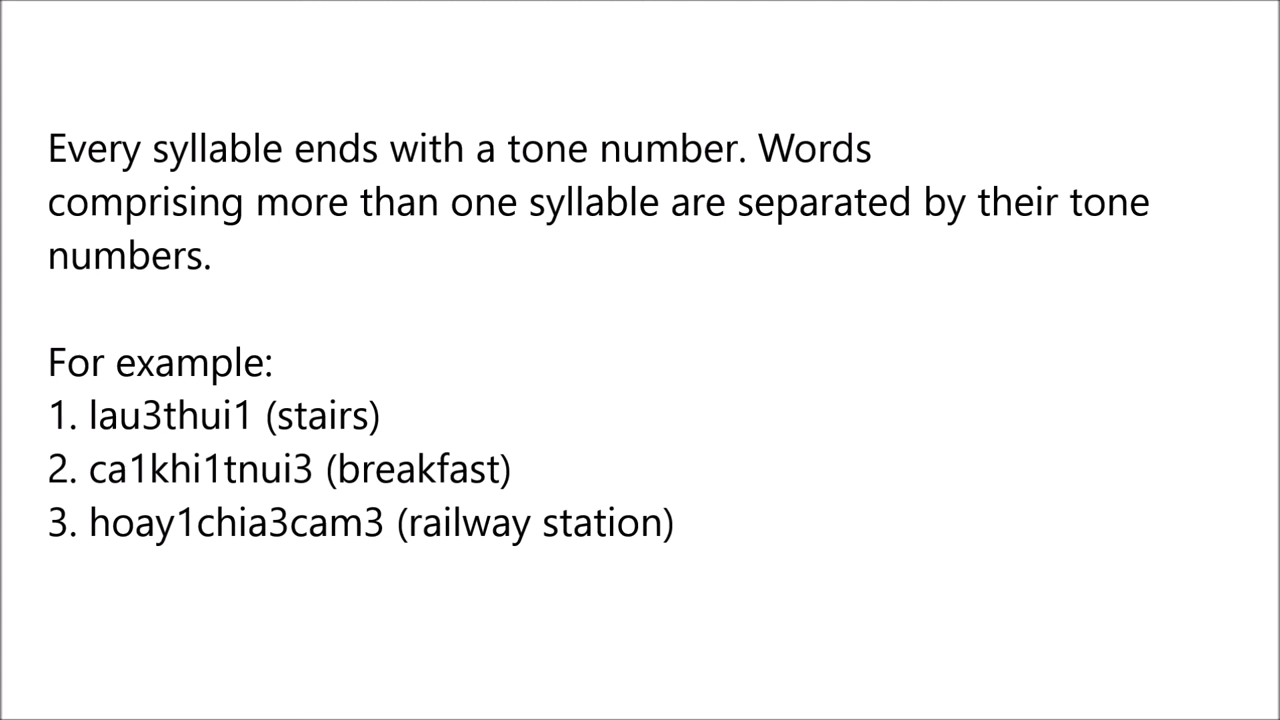 Every syllable ends with a tone number. Words
comprising more than one syllable are separated by their tone
numbers.
For example:
1. lau3thui1 (stairs)
2. ca1khi1tnui3 (breakfast)
3. hoay1chia3cam3 (railway station)